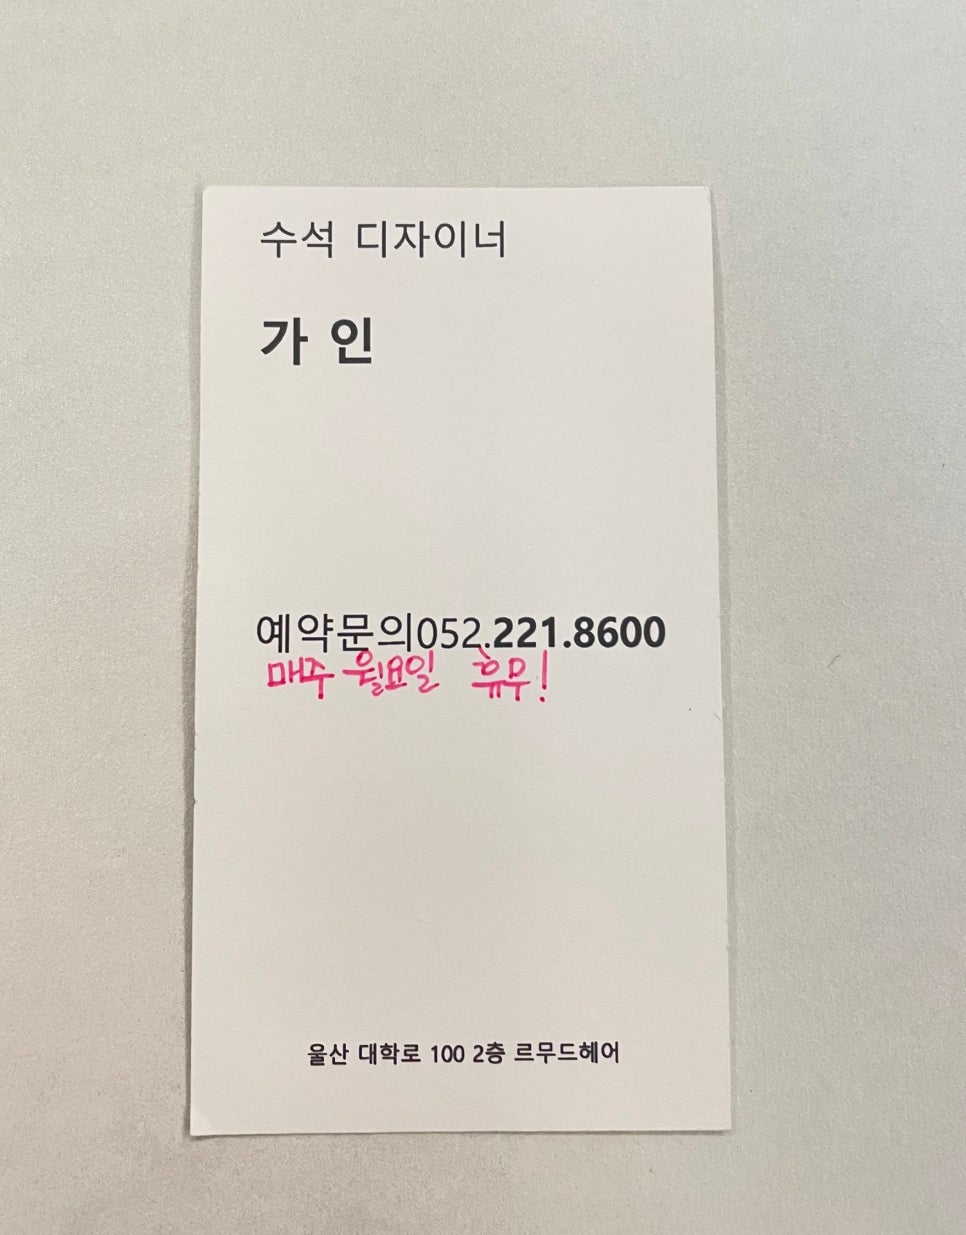 수석 디자이너
가 인
예약문의052.221.8600
매주 월요일 휴무!
울산 대학로 100 2층 르무드헤어